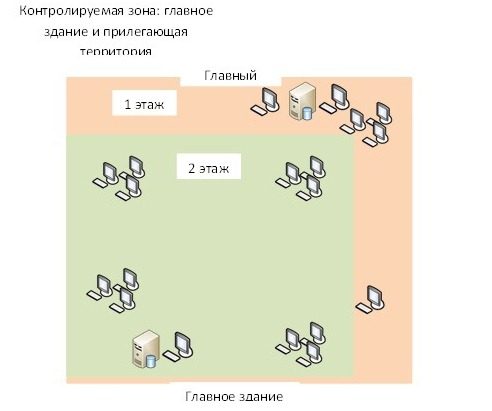 Контролируемая зона: главное
здание и прилегающая
территория
Главный
1 этаж
2 этаж
Главное здание